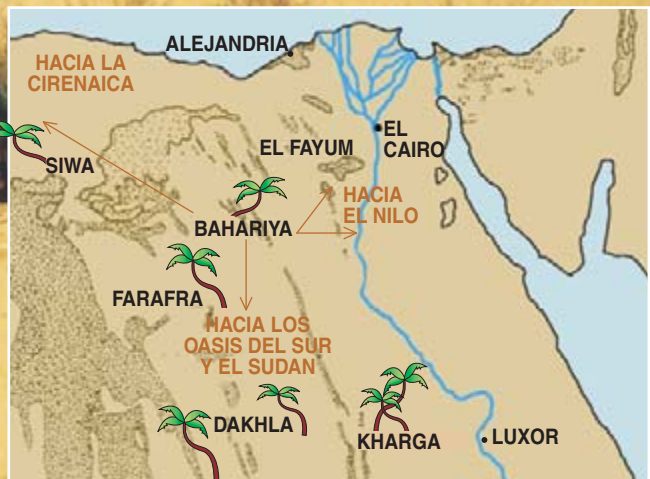 ALEJANDRIA
HACIA LA
CIRENAICA
EL
CAIRO
EL FAYUM
SIWA
HACIA
EL NILO
BAHARIYA
FARAFRA
HACIA LOS
OASIS DEL SUR
Y EL SUDAN
DAKHLA
KHARGA
LUXOR